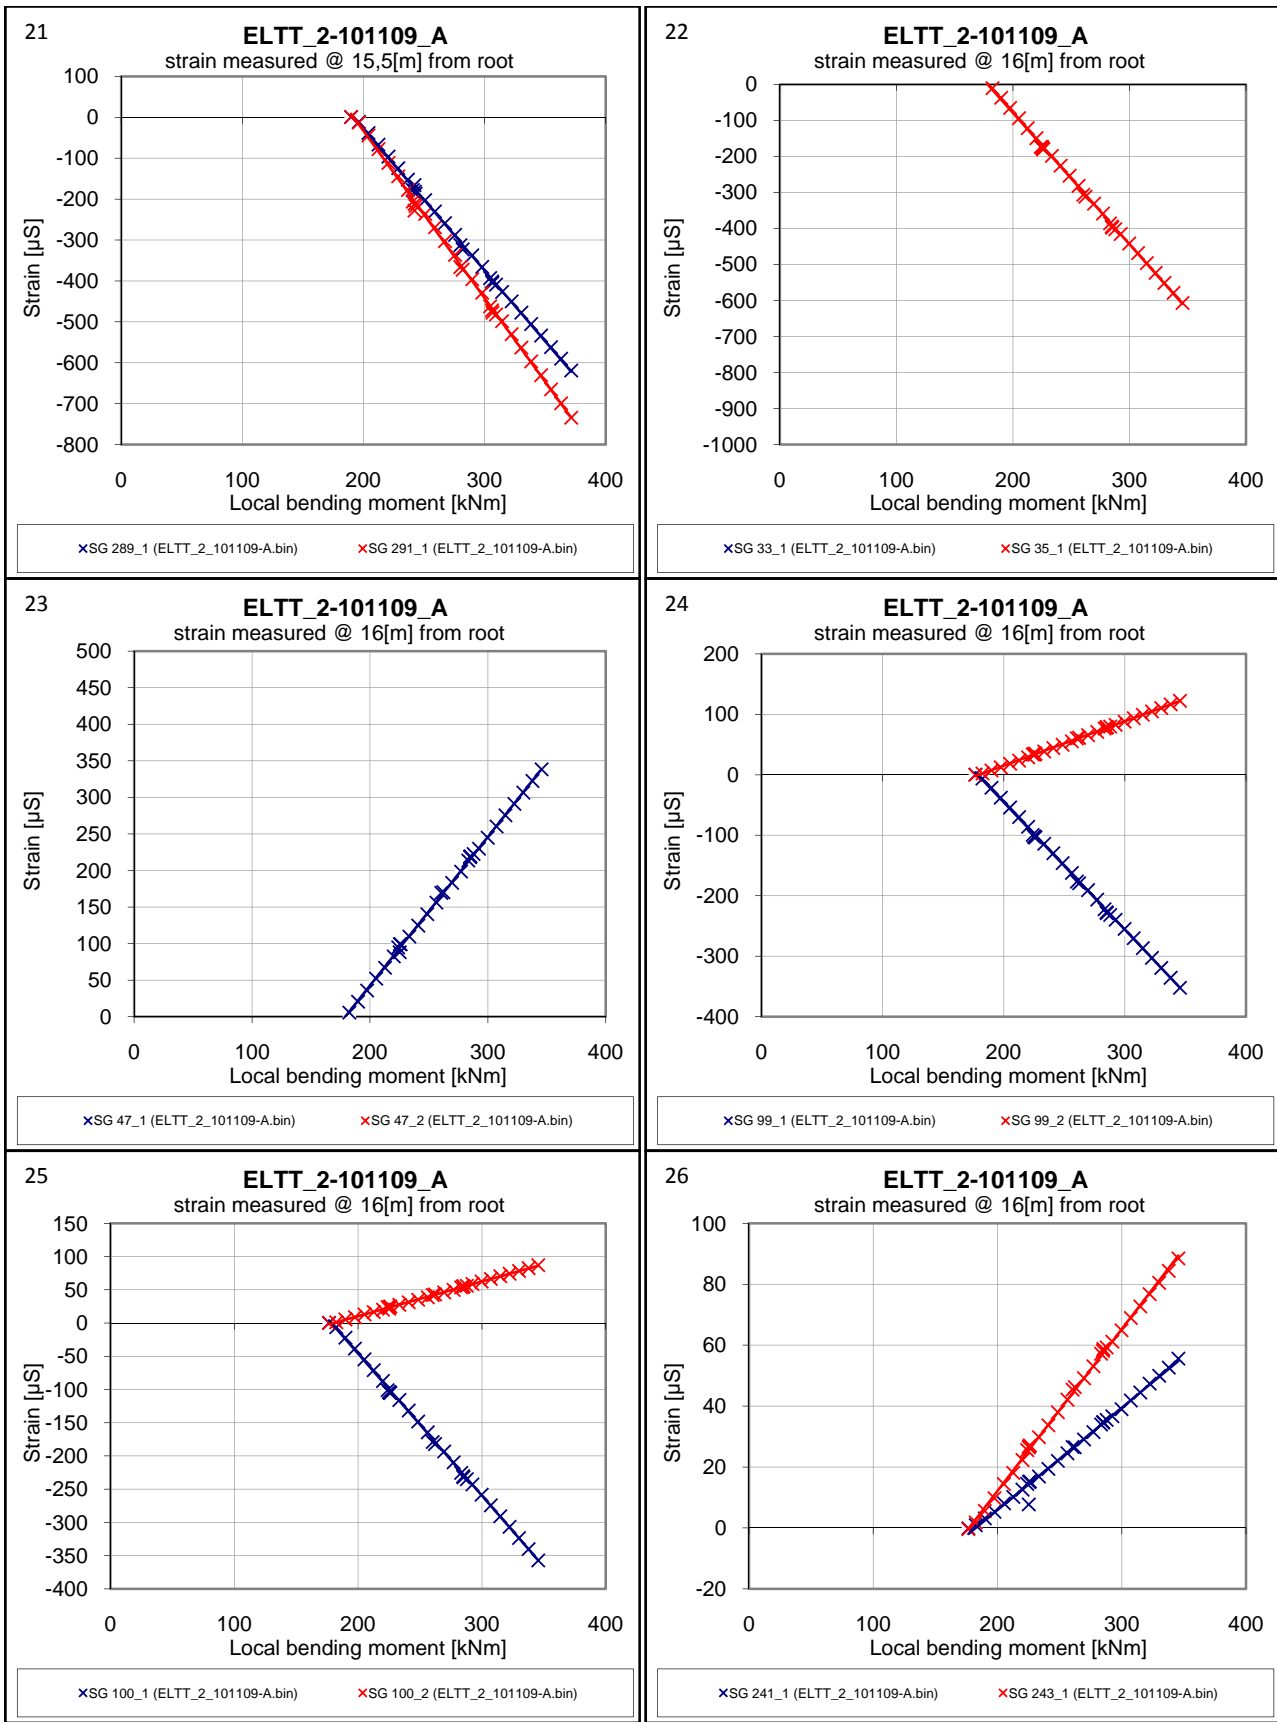 21
ELTT_2-101109_A
strain measured @ 15,5[m] from root
100
0
-100
-200
-300
-400
-500
-600
-700
-800
Strain [µS]
0 100 200 300 400
Local bending moment [kNm]
SG 289_1 (ELTT_2_101109-A.bin) SG 291_1 (ELTT_2_101109-A.bin)
22
ELTT_2-101109_A
strain measured @ 16[m] from root
0
-100
-200
-300
-400
-500
-600
-700
-800
-900
-1000
Strain [µS]
0 100 200 300 400
Local bending moment [kNm]
SG 33_1 (ELTT_2_101109-A.bin) SG 35_1 (ELTT_2_101109-A.bin)
23
ELTT_2-101109_A
strain measured @ 16[m] from root
500
450
400
350
300
250
200
150
100
50
0
Strain [µS]
0 100 200 300 400
Local bending moment [kNm]
SG 47_1 (ELTT_2_101109-A.bin) SG 47_2 (ELTT_2_101109-A.bin)
24
ELTT_2-101109_A
strain measured @ 16[m] from root
200
100
0
-100
-200
-300
-400
Strain [µS]
0 100 200 300 400
Local bending moment [kNm]
SG 99_1 (ELTT_2_101109-A.bin) SG 99_2 (ELTT_2_101109-A.bin)
25
ELTT_2-101109_A
strain measured @ 16[m] from root
150
100
50
0
-50
-100
-150
-200
-250
-300
-350
-400
Strain [µS]
0 100 200 300 400
Local bending moment [kNm]
SG 100_1 (ELTT_2_101109-A.bin) SG 100_2 (ELTT_2_101109-A.bin)
26
ELTT_2-101109_A
strain measured @ 16[m] from root
100
80
60
40
20
0
-20
Strain [µS]
0 100 200 300 400
Local bending moment [kNm]
SG 241_1 (ELTT_2_101109-A.bin) SG 243_1 (ELTT_2_101109-A.bin)